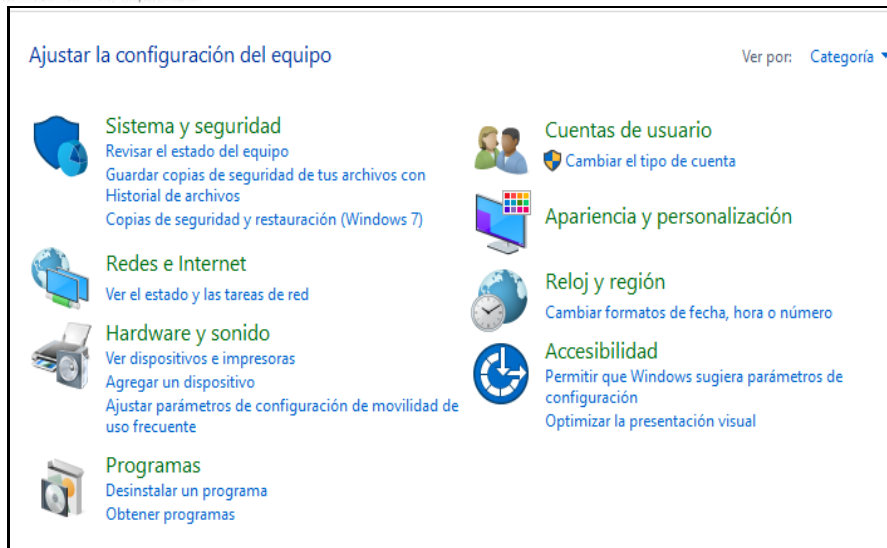 Ajustar la configuración del equipo
Ver por: Categoría
Sistema y seguridad
Revisar el estado del equipo
Guardar copias de seguridad de tus archivos con
Historial de archivos
Copias de seguridad y restauración (Windows 7)
Redes e Internet
Ver el estado y las tareas de red
Hardware y sonido
Ver dispositivos e impresoras
Agregar un dispositivo
Ajustar parámetros de configuración de movilidad de
uso frecuente
Programas
Desinstalar un programa
Obtener programas
Cuentas de usuario
Cambiar el tipo de cuenta
Apariencia y personalización
Reloj y región
Cambiar formatos de fecha, hora o número
Accesibilidad
Permitir que Windows sugiera parámetros de
configuración
Optimizar la presentación visual